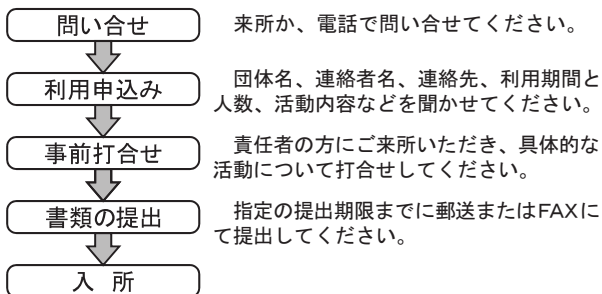 問い合せ
来所か、電話で問い合せてください。
利用申込み
団体名、連絡者名、連絡先、利用期間と
人数、活動内容などを聞かせてください。
事前打合せ
責任者の方にご来所いただき、具体的な
活動について打合せしてください。
書類の提出
指定の提出期限までに郵送またはFAXに
て提出してください。
入 所